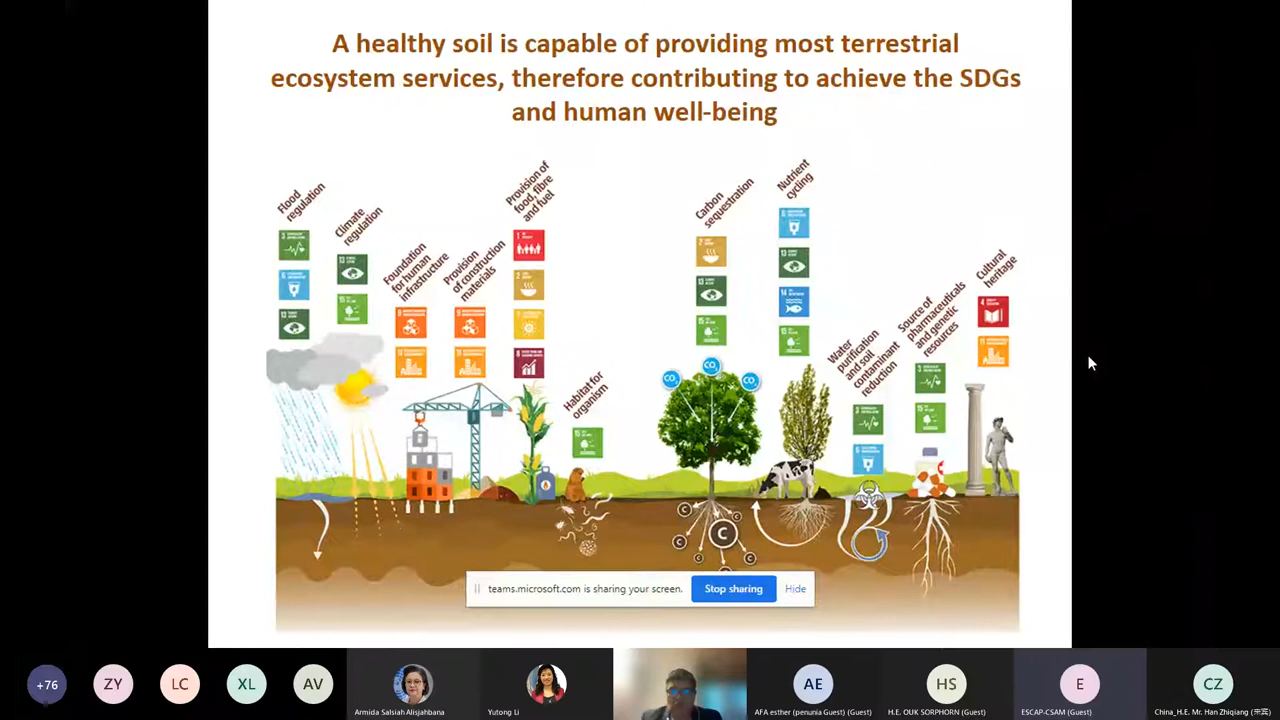 A healthy soil is capable of providing most terrestrial
ecosystem services, therefore contributing to achieve the SDGs
and human well-being
Flood
regulation
Climate
regulation
Foundation
for human
infrastructure
Provision
of construction
materials
Provision of
food, fibre
and fuel
Habitat for
organism
Carbon
sequestration
Nutrient
cycling
Water
purification
and soil
contaminant
reduction
Source of
pharmaceuticals
and genetic
resources
Cultural
heritage
CO₂
CO₂
CO₂
C
C
C
C
C
C
teams.microsoft.com is sharing your screen.
Stop sharing
Hide
+76
ZY
LC
XL
AV
Armida Salsiah Alisjahbana
Yutong Li
AE
AFA esther (penunia Guest) (Guest)
HS
H.E. OUK SORPHORN (Guest)
E
ESCAP-CSAM (Guest)
CZ
China_H.E. Mr. Han Zhiqiang